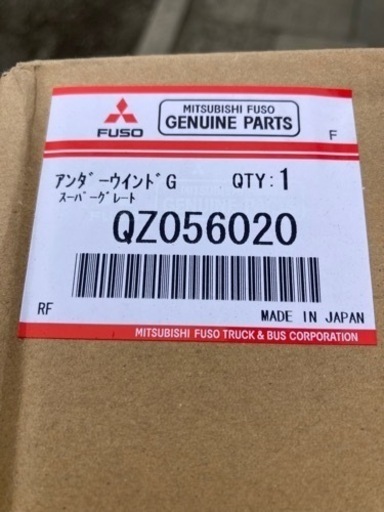 MITSUBISHI FUSO
GENUINE PARTS
FUSO
F
アンダーウインドG QTY:1
スーパーグレート
QZ056020
RF
MADE IN JAPAN
MITSUBISHI FUSO TRUCK & BUS CORPORATION